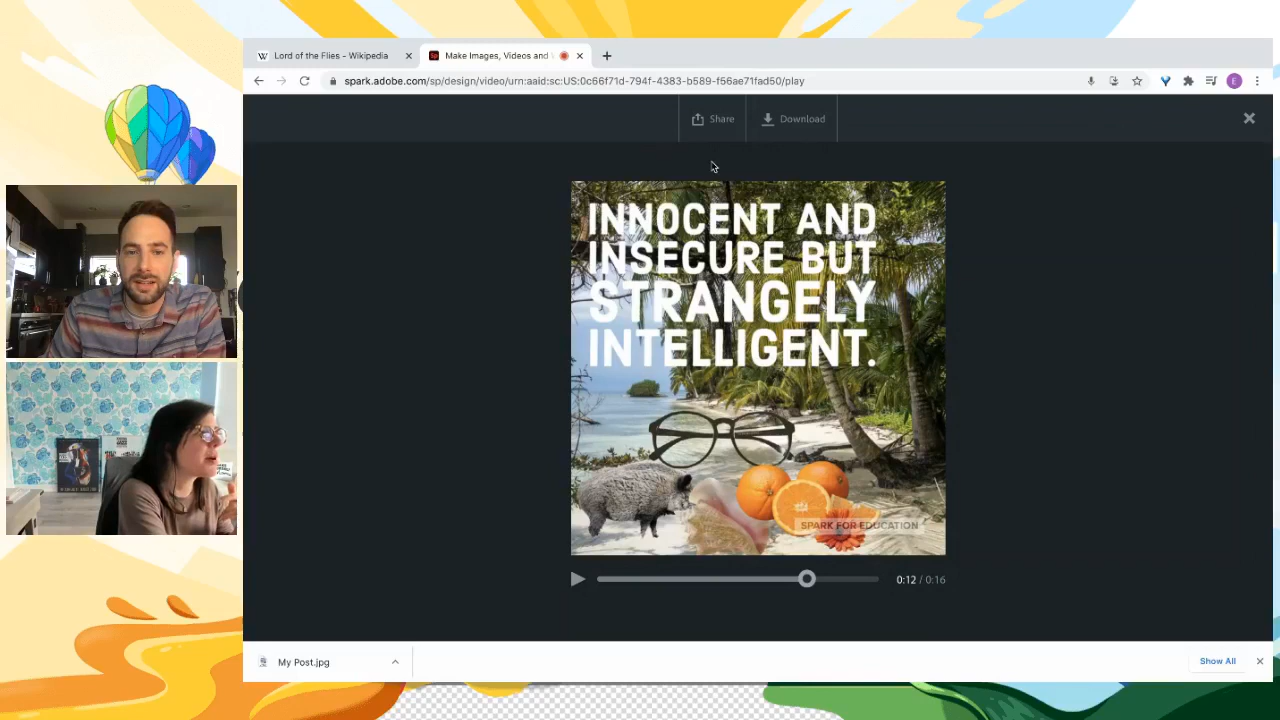 Lord of the Flies - Wikipedia
Make Images, Videos and
spark.adobe.com/sp/design/video/urn:aaid:sc:US:0c66f71d-794f-4383-b589-f56ae71fad50/play
E
Share
Download
INNOCENT AND
INSECURE BUT
STRANGELY
INTELLIGENT.
SPARK FOR EDUCATION
0:12 / 0:16
My Post.jpg
Show All